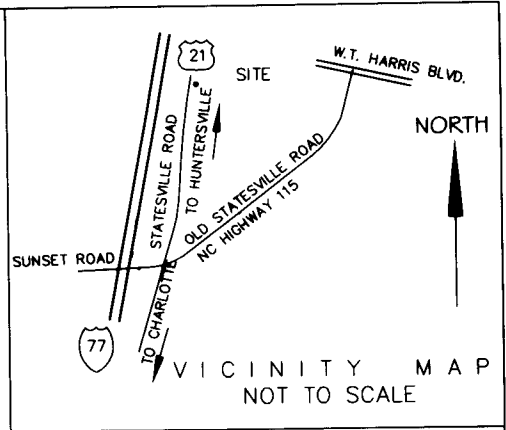 21
SITE
W.T. HARRIS BLVD.
NORTH
STATESVILLE ROAD
TO HUNTERSVILLE
OLD STATESVILLE ROAD
NC HIGHWAY 115
SUNSET ROAD
TO CHARLOTTE
77
VICINITY MAP
NOT TO SCALE